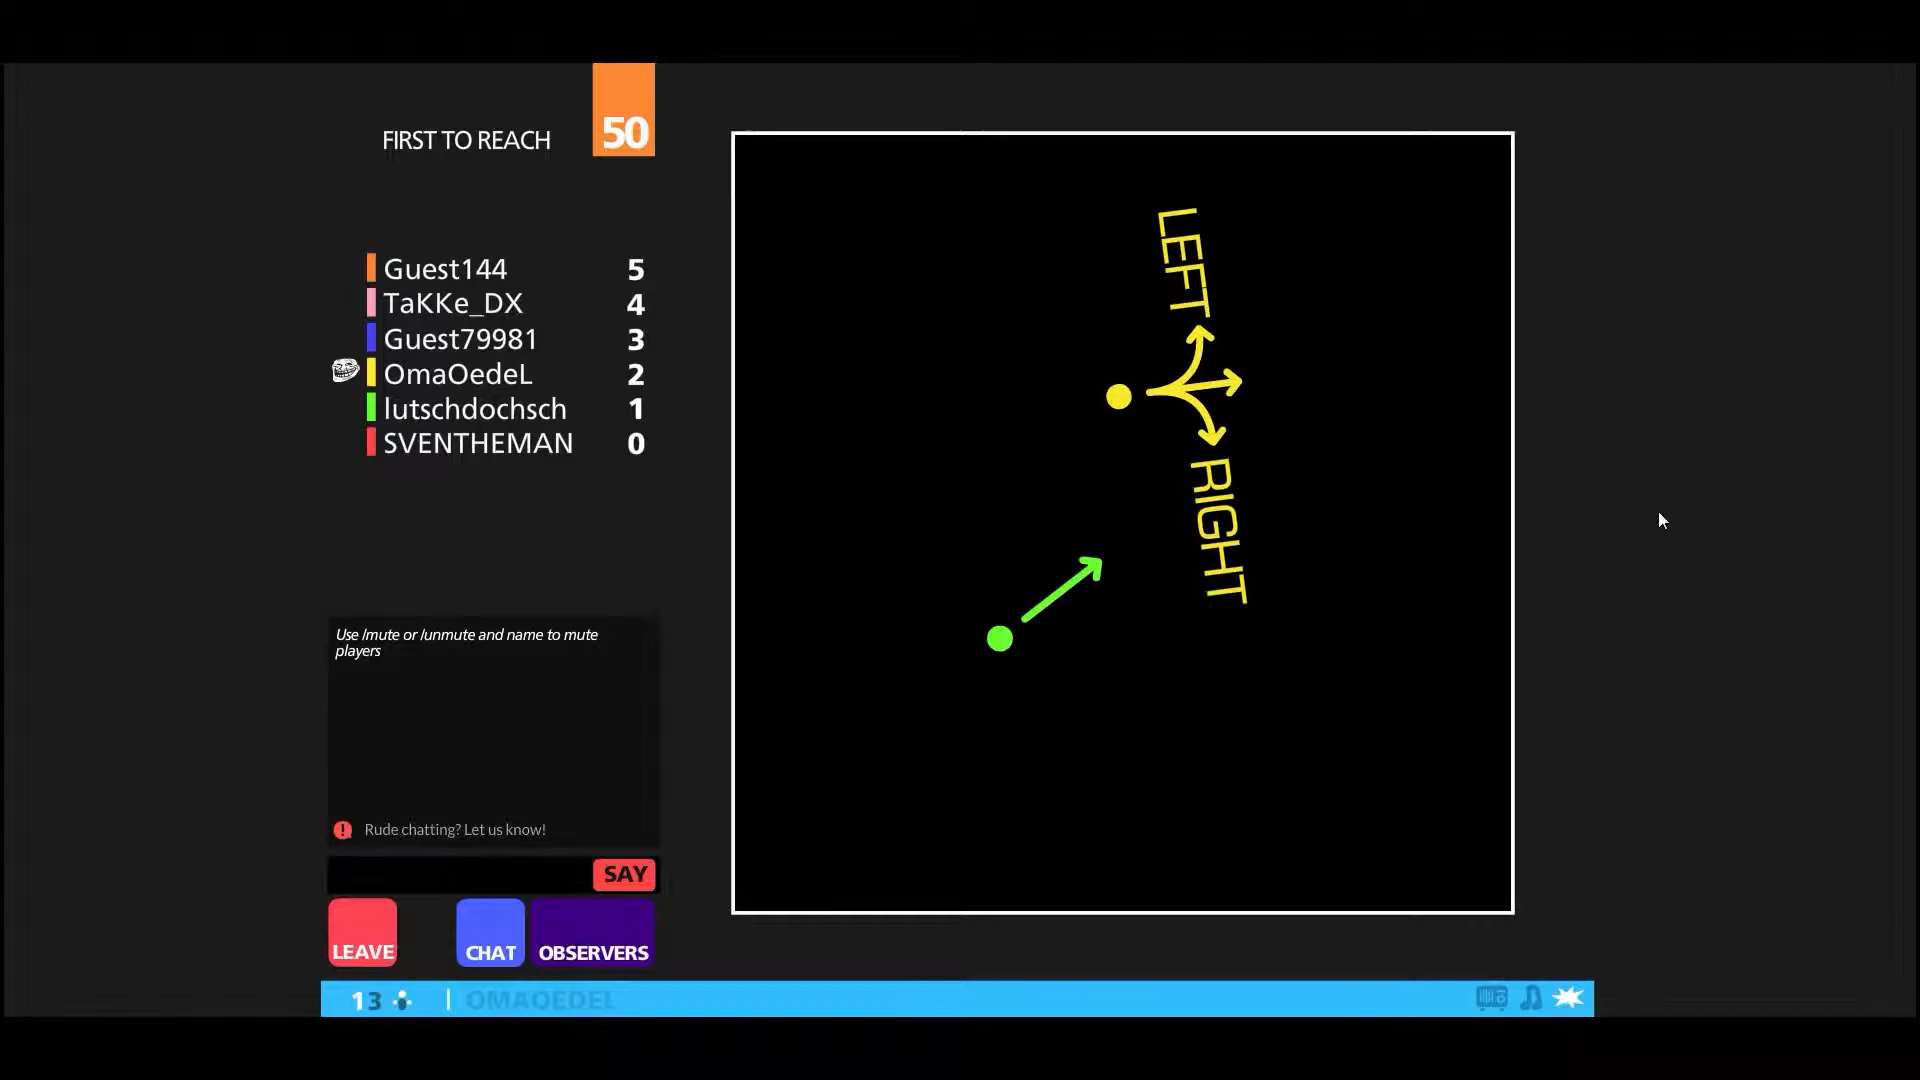 FIRST TO REACH 50
Guest144 5
TaKKe_DX 4
Guest79981 3
OmaOedeL 2
lutschdochsch 1
SVENTHEMAN 0
LEFT
RIGHT
Use /mute or /unmute and name to mute
players
! Rude chatting? Let us know!
SAY
LEAVE
CHAT
OBSERVERS
13 | OMAOEDEL